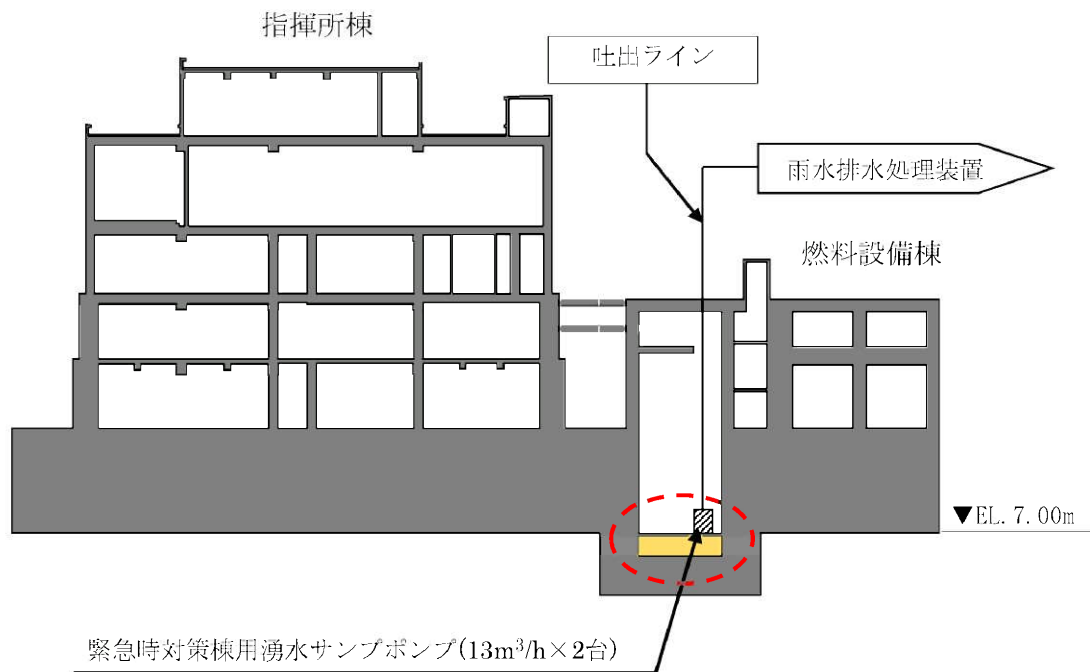 指揮所棟
吐出ライン
雨水排水処理装置
燃料設備棟
▼EL. 7.00m
緊急時対策棟用湧水サンプポンプ(13m³/h×2台)